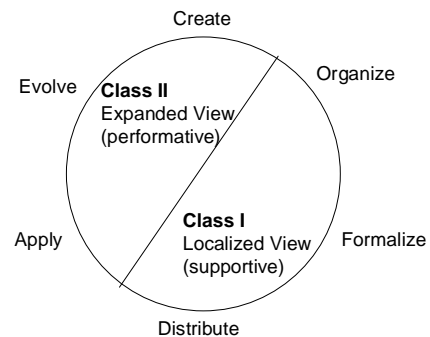 Create
Organize
Evolve
Class II
Expanded View
(performative)
Class I
Localized View
(supportive)
Apply
Formalize
Distribute